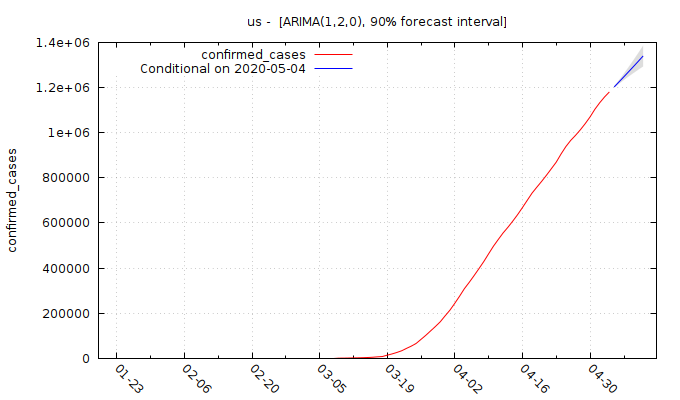 us -  [ARIMA(1,2,0), 90% forecast interval]
confirmed_cases
Conditional on 2020-05-04
1.4e+06
1.2e+06
1e+06
800000
600000
400000
200000
0
confirmed_cases
01-23
02-06
02-20
03-05
03-19
04-02
04-16
04-30